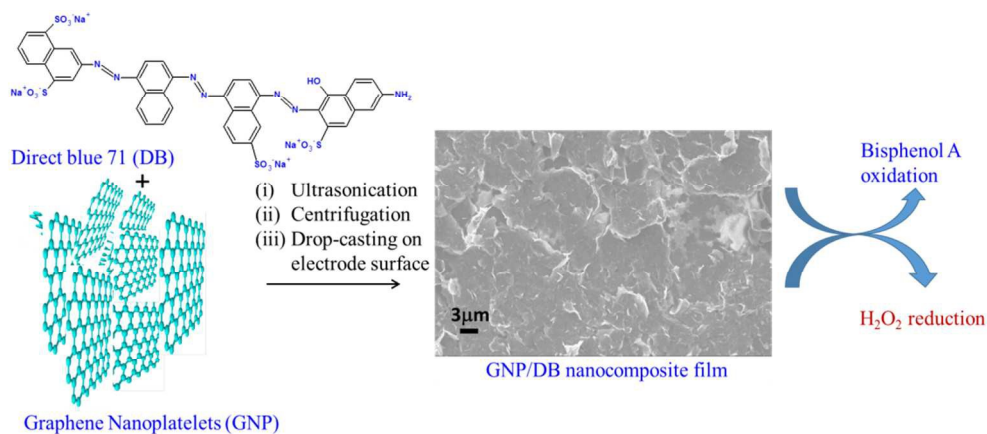 SO₃⁻Na⁺
N
N
N
N
HO
NH₂
N
N
Na⁺O₃⁻S
Na⁺O₃⁻S
SO₃⁻Na⁺
Direct blue 71 (DB)
+
Graphene Nanoplatelets (GNP)
(i) Ultrasonication
(ii) Centrifugation
(iii) Drop-casting on
electrode surface
3μm
GNP/DB nanocomposite film
Bisphenol A
oxidation
H₂O₂ reduction